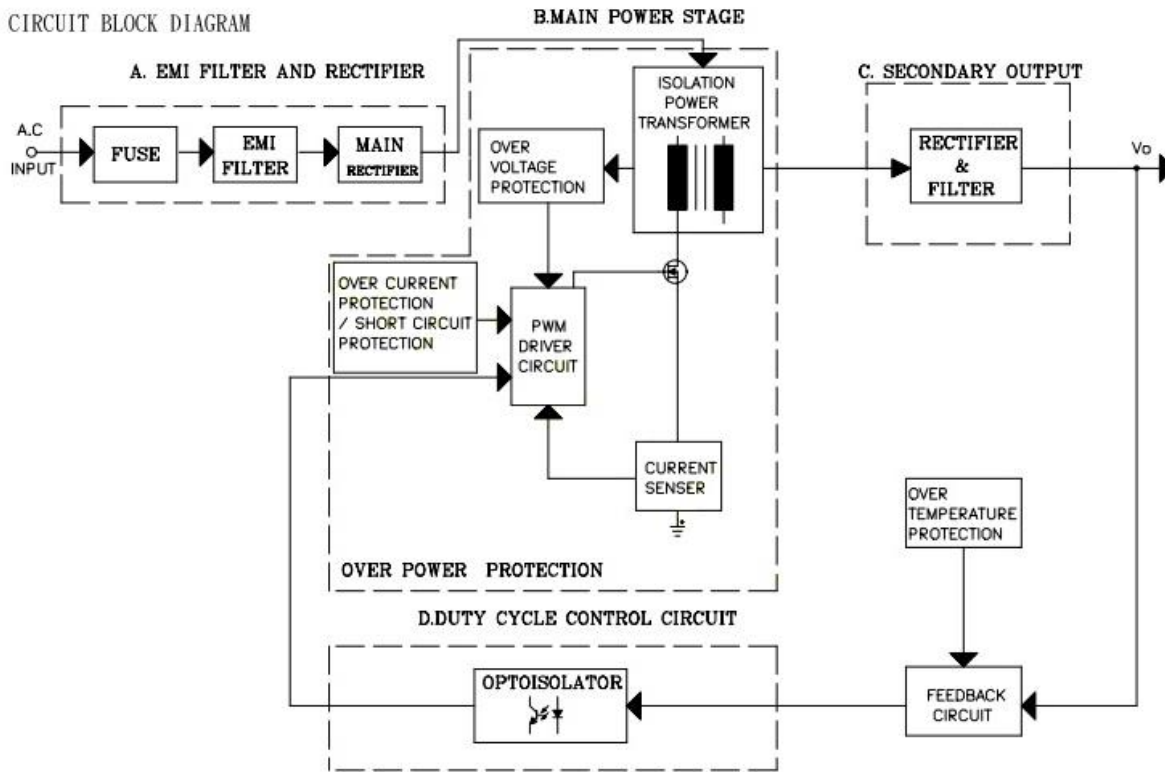 CIRCUIT BLOCK DIAGRAM
B.MAIN POWER STAGE
A. EMI FILTER AND RECTIFIER
C. SECONDARY OUTPUT
A.C
INPUT
FUSE
EMI
FILTER
MAIN
RECTIFIER
ISOLATION
POWER
TRANSFORMER
OVER
VOLTAGE
PROTECTION
RECTIFIER
&
FILTER
Vo
OVER CURRENT
PROTECTION
/ SHORT CIRCUIT
PROTECTION
PWM
DRIVER
CIRCUIT
CURRENT
SENSER
OVER
TEMPERATURE
PROTECTION
OVER POWER PROTECTION
D.DUTY CYCLE CONTROL CIRCUIT
OPTOISOLATOR
FEEDBACK
CIRCUIT